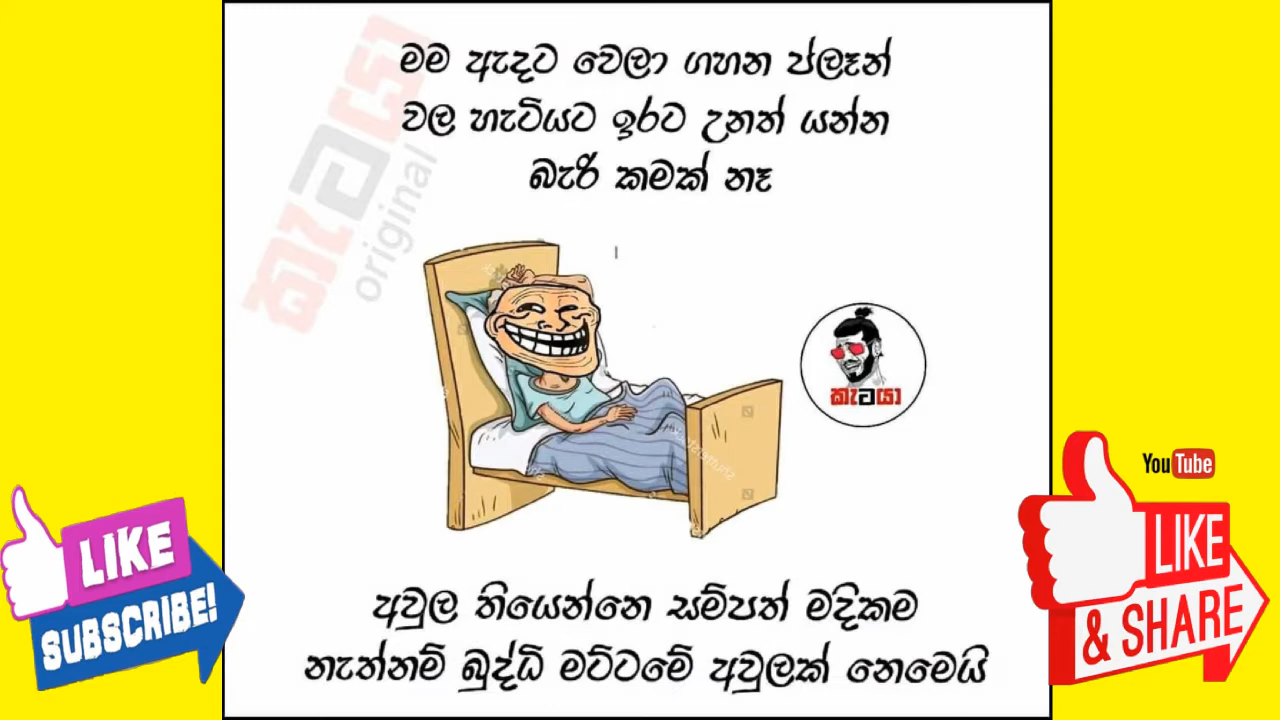 මම ඇඳට වෙලා ගහන ප්ලෑන්
වල හැටියට ඉරට උනත් යන්න
බැරි කමක් නෑ
කැටයා
original
කැටයා
අවුල තියෙන්නෙ සම්පත් මදිකම
නැත්නම් බුද්ධි මට්ටමේ අවුලක් නෙමෙයි
LIKE
SUBSCRIBE!
YouTube
LIKE
& SHARE